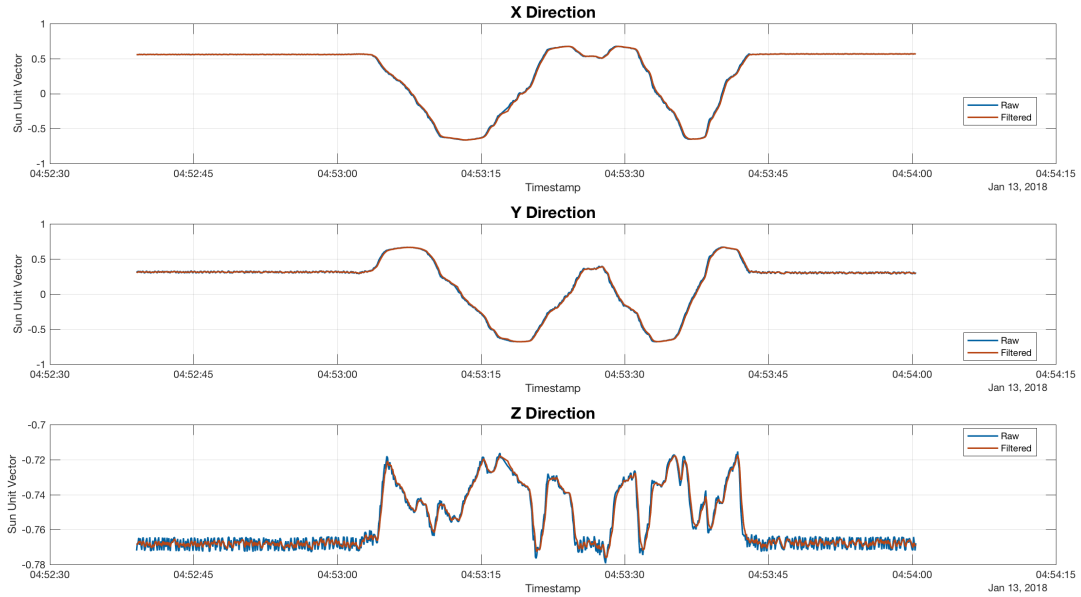 X Direction
1
0.5
0
-0.5
-1
Sun Unit Vector
Raw
Filtered
04:52:30 04:52:45 04:53:00 04:53:15 04:53:30 04:53:45 04:54:00 04:54:15
Timestamp
Jan 13, 2018
Y Direction
1
0.5
0
-0.5
-1
Sun Unit Vector
Raw
Filtered
04:52:30 04:52:45 04:53:00 04:53:15 04:53:30 04:53:45 04:54:00 04:54:15
Timestamp
Jan 13, 2018
Z Direction
-0.7
-0.72
-0.74
-0.76
-0.78
Sun Unit Vector
Raw
Filtered
04:52:30 04:52:45 04:53:00 04:53:15 04:53:30 04:53:45 04:54:00 04:54:15
Timestamp
Jan 13, 2018